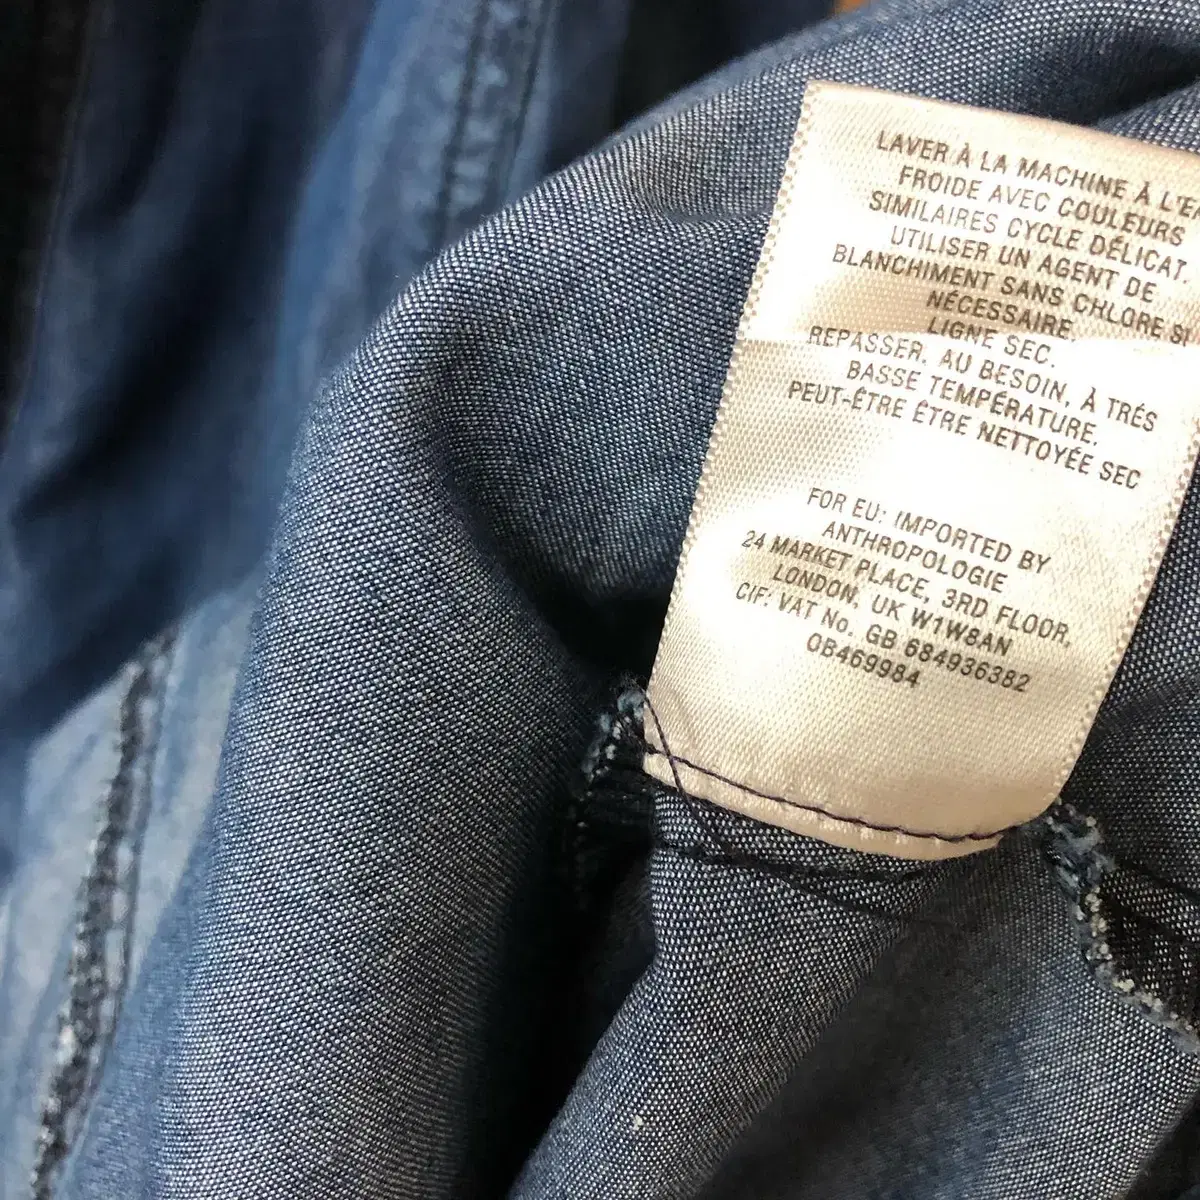 LAVER À LA MACHINE À L'E
FROIDE AVEC COULEURS
SIMILAIRES CYCLE DÉLICAT.
UTILISER UN AGENT DE
BLANCHIMENT SANS CHLORE SI
NÉCESSAIRE.
LIGNE SEC.
REPASSER, AU BESOIN, À TRÉS
BASSE TEMPÉRATURE.
PEUT-ÊTRE ÊTRE NETTOYÉE SEC
FOR EU: IMPORTED BY
ANTHROPOLOGIE
24 MARKET PLACE, 3RD FLOOR,
LONDON, UK W1W8AN
CIF: VAT No. GB 684936382
OB469984